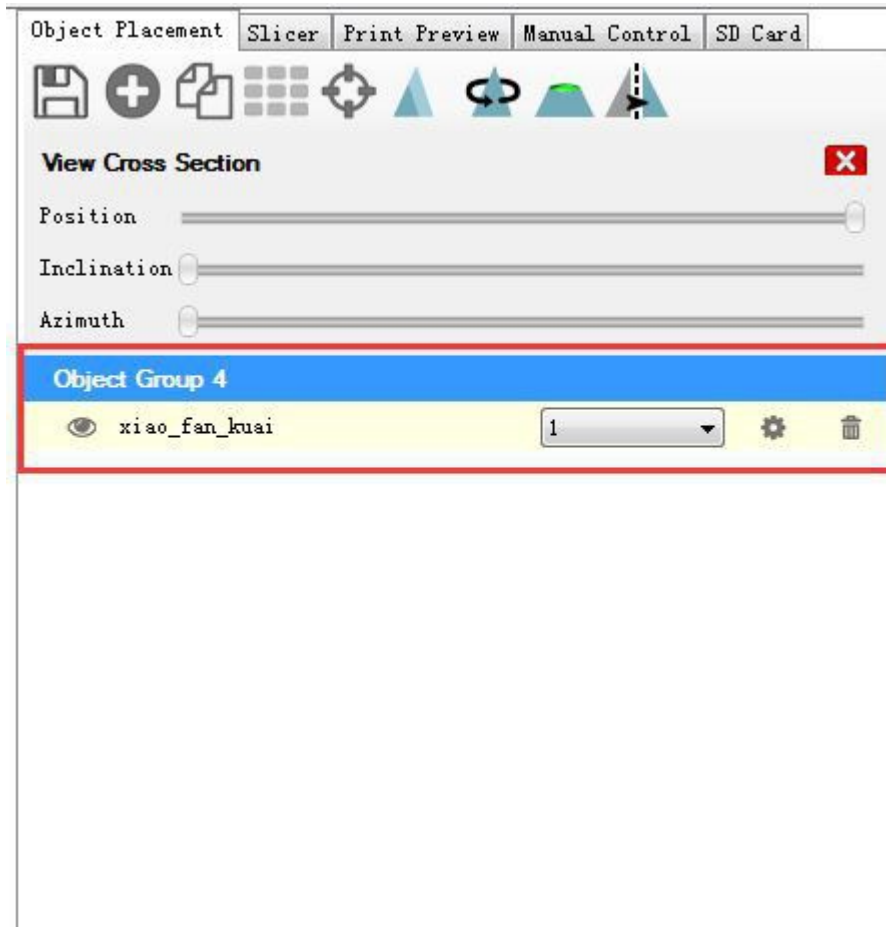 Object Placement Slicer Print Preview Manual Control SD Card
View Cross Section
Position
Inclination
Azimuth
Object Group 4
xiao_fan_kuai 1